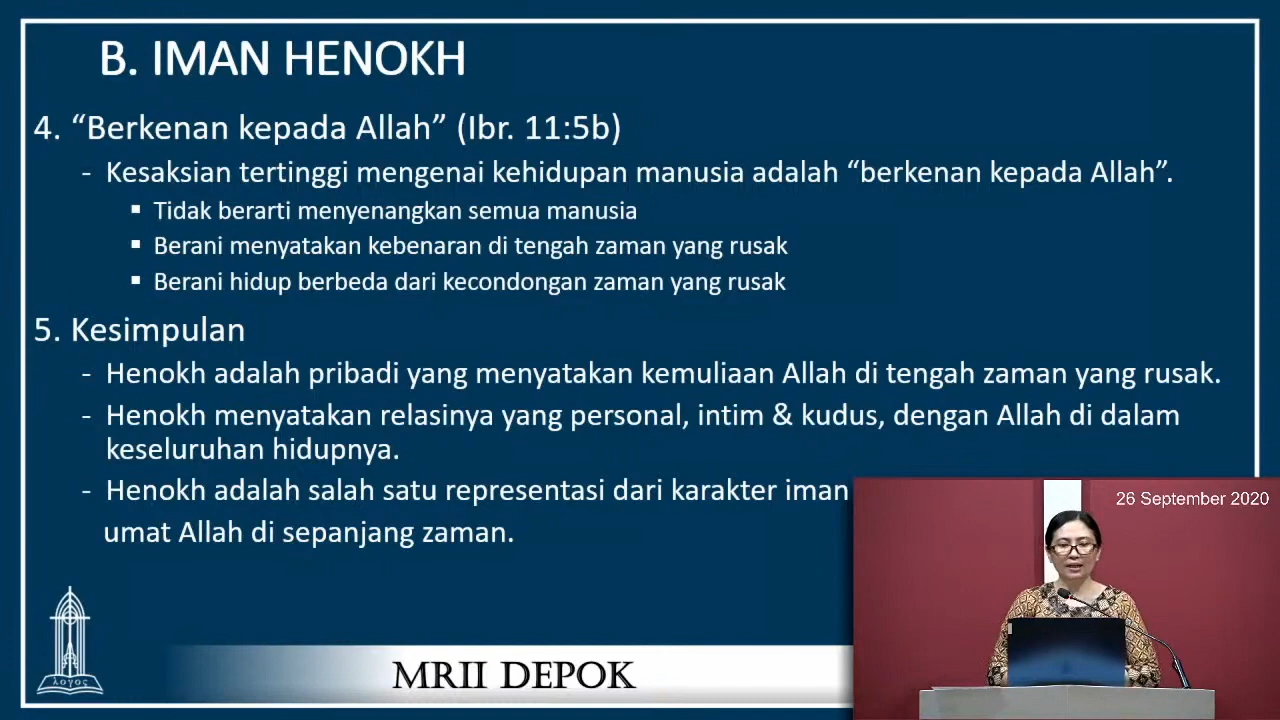 B. IMAN HENOKH
4. “Berkenan kepada Allah” (Ibr. 11:5b)
- Kesaksian tertinggi mengenai kehidupan manusia adalah “berkenan kepada Allah”.
▪ Tidak berarti menyenangkan semua manusia
▪ Berani menyatakan kebenaran di tengah zaman yang rusak
▪ Berani hidup berbeda dari kecondongan zaman yang rusak
5. Kesimpulan
- Henokh adalah pribadi yang menyatakan kemuliaan Allah di tengah zaman yang rusak.
- Henokh menyatakan relasinya yang personal, intim & kudus, dengan Allah di dalam
keseluruhan hidupnya.
- Henokh adalah salah satu representasi dari karakter iman
umat Allah di sepanjang zaman.
26 September 2020
λογος
MRII DEPOK